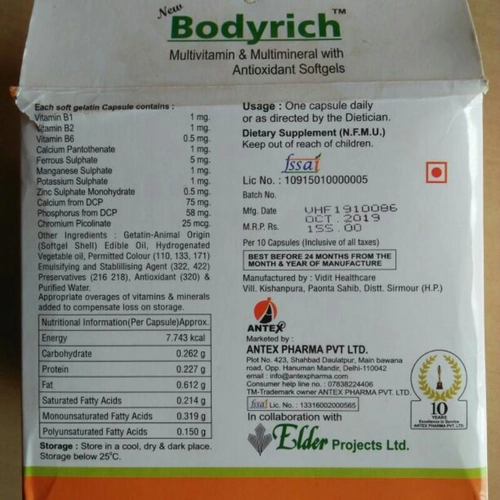 New
Bodyrich™
Multivitamin & Multimineral with
Antioxidant Softgels
Each soft gelatin Capsule contains :
Vitamin B1 1 mg.
Vitamin B2 1 mg.
Vitamin B6 0.5 mg.
Calcium Pantothenate 1 mg.
Ferrous Sulphate 5 mg.
Manganese Sulphate 1 mg.
Potassium Sulphate 1 mg.
Zinc Sulphate Monohydrate 0.5 mg.
Calcium from DCP 75 mg.
Phosphorus from DCP 58 mg.
Chromium Picolinate 25 mcg.
Other Ingredients : Getatin-Animal Origin
(Softgel Shell) Edible Oil, Hydrogenated
Vegetable oil, Permitted Colour (110, 133, 171)
Emulsifying and Stablillising Agent (322, 422)
Preservatives (216 218), Antioxidant (320) &
Purified Water.
Appropriate overages of vitamins & minerals
added to compensate loss on storage.
Nutritional Information(Per Capsule)Approx.
Energy 7.743 kcal
Carbohydrate 0.262 g
Protein 0.227 g
Fat 0.612 g
Saturated Fatty Acids 0.214 g
Monounsaturated Fatty Acids 0.319 g
Polyunsaturated Fatty Acids 0.150 g
Storage : Store in a cool, dry & dark place.
Storage below 25°C.
Usage : One capsule daily
or as directed by the Dietician.
Dietary Supplement (N.F.M.U.)
Keep out of reach of children.
fssai
Lic No. : 10915010000005
Batch No.
VHF1910086
Mfg. Date OCT.2019
M.R.P. Rs. 155.00
Per 10 Capsules (Inclusive of all taxes)
BEST BEFORE 24 MONTHS FROM THE
MONTH & YEAR OF MANUFACTURE
Manufactured by : Vidit Healthcare
Vill. Kishanpura, Paonta Sahib, Distt. Sirmour (H.P.)
ANTEX
Marketed by :
ANTEX PHARMA PVT LTD.
Plot No. 423, Shahbad Daulatpur, Main bawana
road, Opp. Hanuman Mandir, Delhi-110042
email : info@antexpharma.com
Consumer help line no. : 07838224406
TM-Trademark owner ANTEX PHARMA PVT. LTD.
fssai Lic. No. : 13316002000565
In collaboration with
Elder Projects Ltd.
10
YEARS
Excellence in Service
ANTEX PHARMA PVT. LTD.